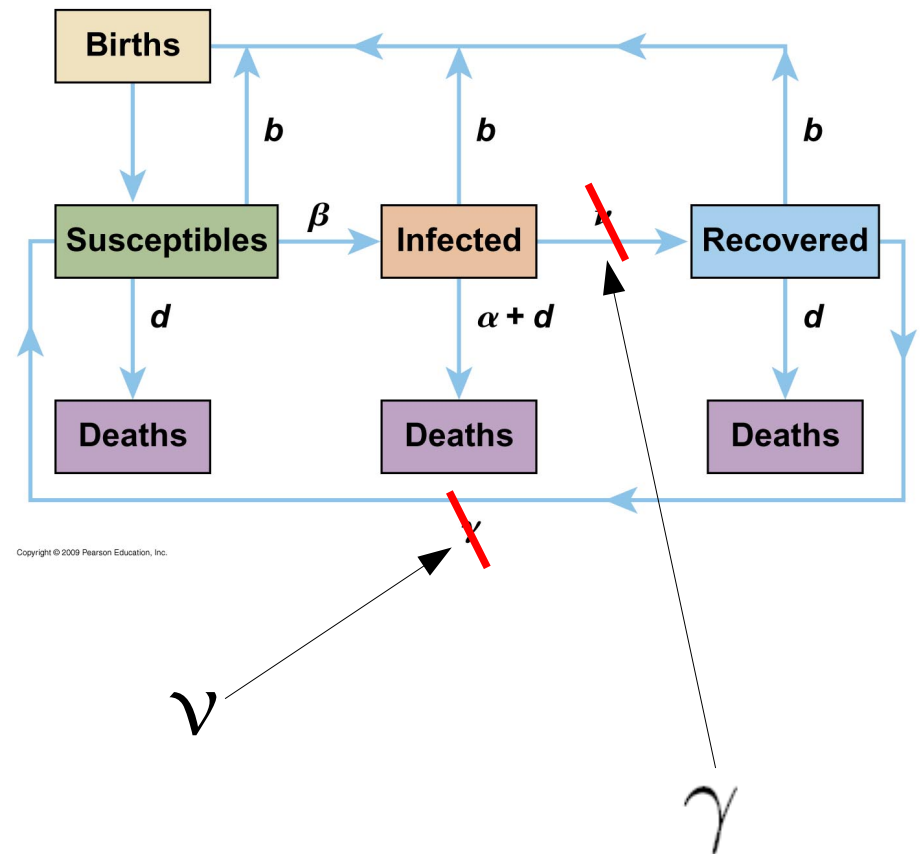 Births
b
b
b
Susceptibles
β
Infected
ν
Recovered
d
α + d
d
Deaths
Deaths
Deaths
γ
Copyright © 2009 Pearson Education, Inc.
ν
γ